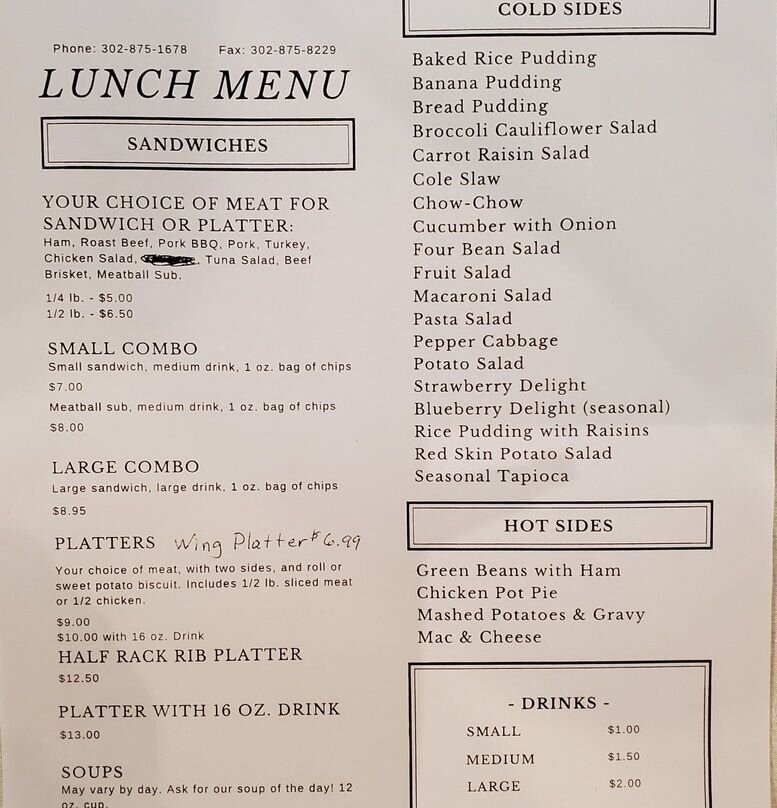 Phone: 302-875-1678 Fax: 302-875-8229
LUNCH MENU
SANDWICHES
YOUR CHOICE OF MEAT FOR
SANDWICH OR PLATTER:
Ham, Roast Beef, Pork BBQ, Pork, Turkey,
Chicken Salad, , Tuna Salad, Beef
Brisket, Meatball Sub.
1/4 lb. - $5.00
1/2 lb. - $6.50
SMALL COMBO
Small sandwich, medium drink, 1 oz. bag of chips
$7.00
Meatball sub, medium drink, 1 oz. bag of chips
$8.00
LARGE COMBO
Large sandwich, large drink, 1 oz. bag of chips
$8.95
PLATTERS Wing Platter $6.99
Your choice of meat, with two sides, and roll or
sweet potato biscuit. Includes 1/2 lb. sliced meat
or 1/2 chicken.
$9.00
$10.00 with 16 oz. Drink
HALF RACK RIB PLATTER
$12.50
PLATTER WITH 16 OZ. DRINK
$13.00
SOUPS
May vary by day. Ask for our soup of the day! 12
oz. cup.
COLD SIDES
Baked Rice Pudding
Banana Pudding
Bread Pudding
Broccoli Cauliflower Salad
Carrot Raisin Salad
Cole Slaw
Chow-Chow
Cucumber with Onion
Four Bean Salad
Fruit Salad
Macaroni Salad
Pasta Salad
Pepper Cabbage
Potato Salad
Strawberry Delight
Blueberry Delight (seasonal)
Rice Pudding with Raisins
Red Skin Potato Salad
Seasonal Tapioca
HOT SIDES
Green Beans with Ham
Chicken Pot Pie
Mashed Potatoes & Gravy
Mac & Cheese
- DRINKS -
SMALL $1.00
MEDIUM $1.50
LARGE $2.00